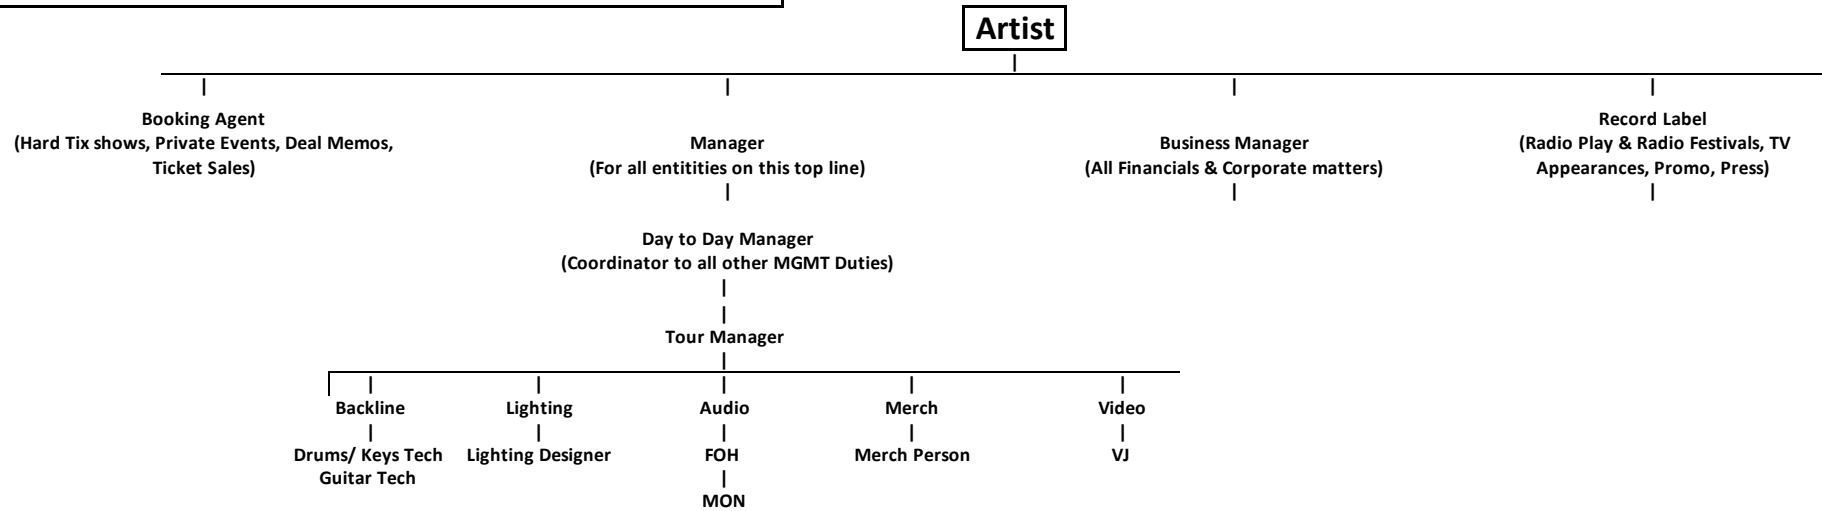 Artist
Booking Agent
(Hard Tix shows, Private Events, Deal Memos,
Ticket Sales)
Manager
(For all entitities on this top line)
Business Manager
(All Financials & Corporate matters)
Record Label
(Radio Play & Radio Festivals, TV
Appearances, Promo, Press)
Day to Day Manager
(Coordinator to all other MGMT Duties)
Tour Manager
Backline
Lighting
Audio
Merch
Video
Drums/ Keys Tech
Guitar Tech
Lighting Designer
FOH
Merch Person
VJ
MON